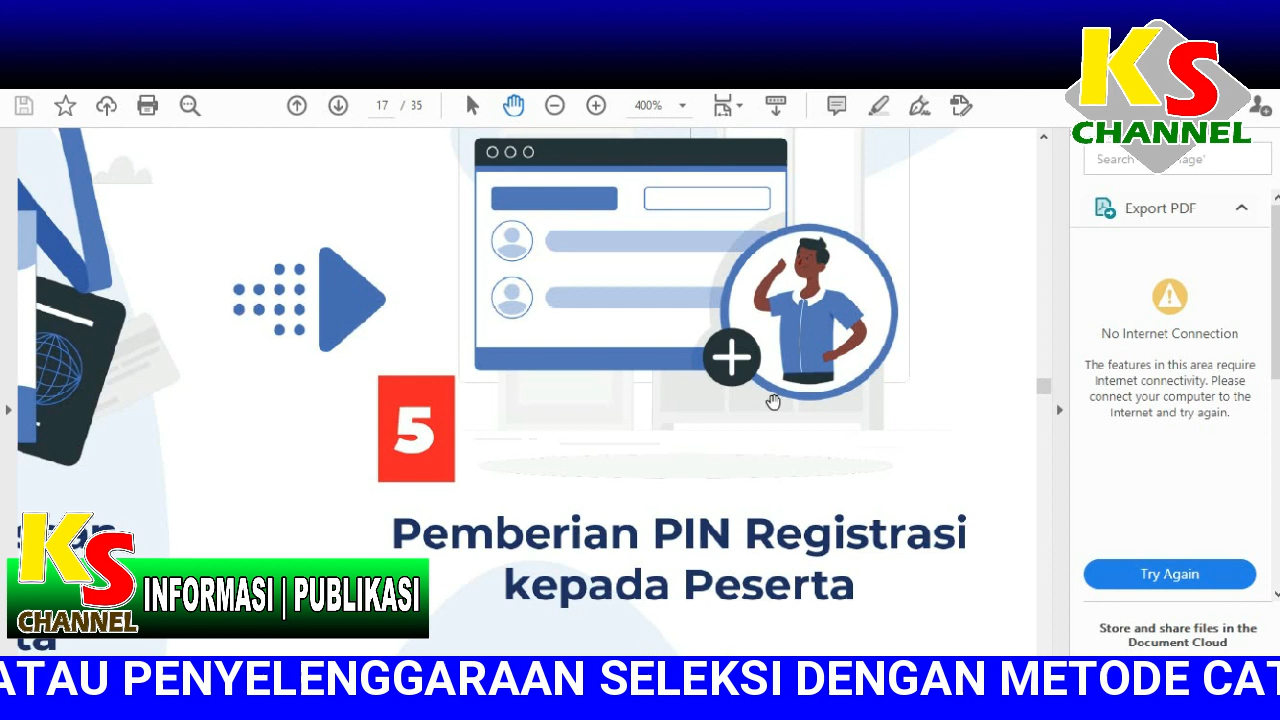 KS
CHANNEL
17 / 35
400%
Export PDF
No Internet Connection
The features in this area require
Internet connectivity. Please
connect your computer to the
Internet and try again.
5
Pemberian PIN Registrasi
kepada Peserta
Try Again
Store and share files in the
Document Cloud
KS
CHANNEL
INFORMASI | PUBLIKASI
ta
ATAU PENYELENGGARAAN SELEKSI DENGAN METODE CAT